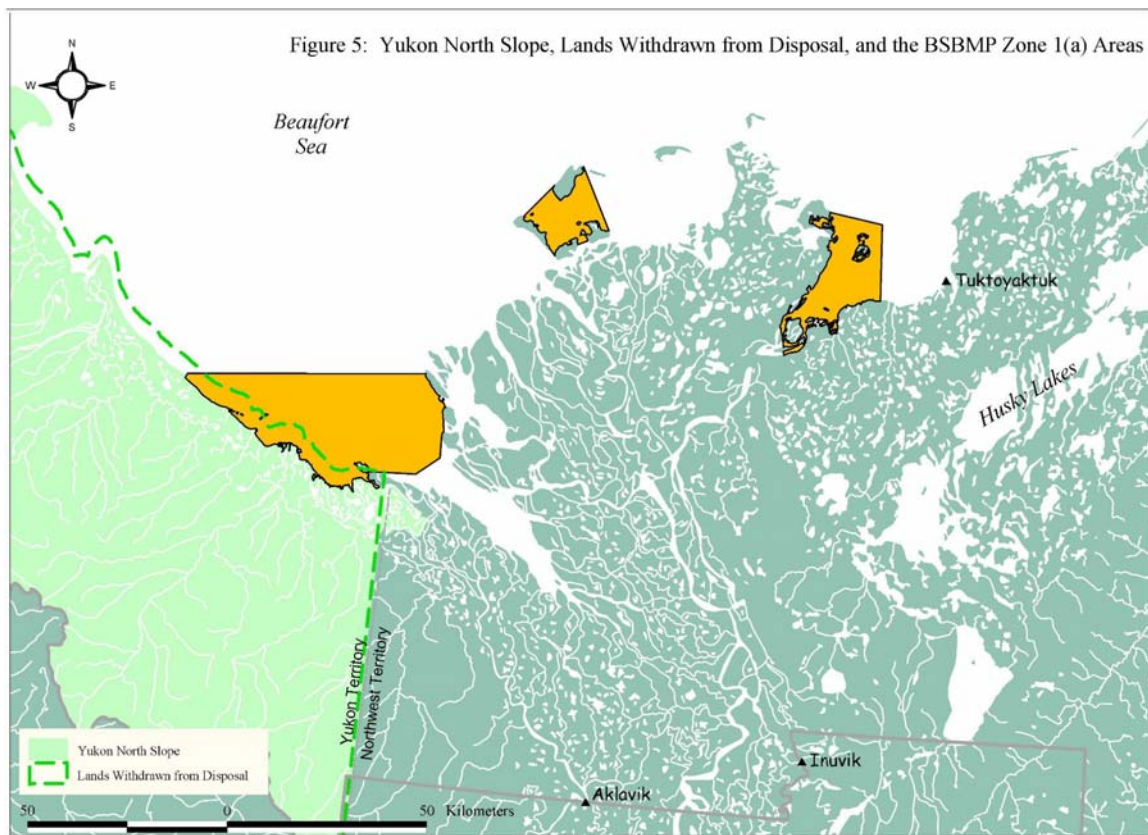 Figure 5: Yukon North Slope, Lands Withdrawn from Disposal, and the BSBMP Zone 1(a) Areas
N
W E
S
Beaufort
Sea
Tuktoyaktuk
Husky Lakes
Yukon Territory
Northwest Territory
Inuvik
Aklavik
Yukon North Slope
Lands Withdrawn from Disposal
50 0 50 Kilometers